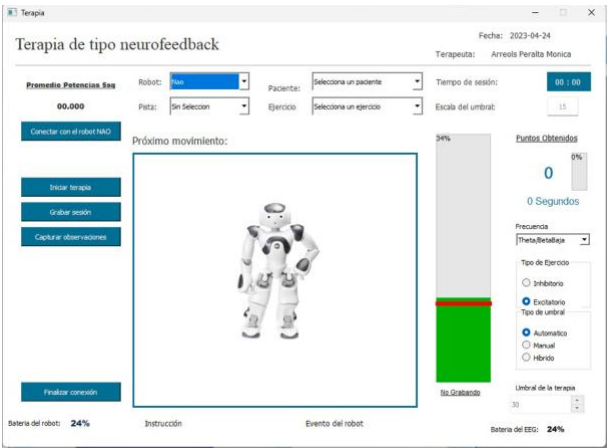 Terapia
Fecha: 2023-04-24
Terapia de tipo neurofeedback
Terapeuta: Arreols Peralta Monica
Promedio Potencias 5sq
Robot: Nao
Paciente: Selecciona un paciente
Tiempo de sesión: 00 : 00
00.000
Pista: Sin Seleccion
Ejercicio Selecciona un ejercicio
Escala del umbral: 15
Conectar con el robot NAO
Próximo movimiento:
34%
Puntos Obtenidos
0%
0
0 Segundos
Iniciar terapia
Grabar sesión
Capturar observaciones
Frecuencia
Theta/BetaBaja
Tipo de Ejercicio
Inhibitorio
Excitatorio
Tipo de umbral
Automatico
Manual
Híbrido
Finalizar conexión
No Grabando
Umbral de la terapia
30
Bateria del robot: 24%
Instrucción
Evento del robot
Bateria del EEG: 24%